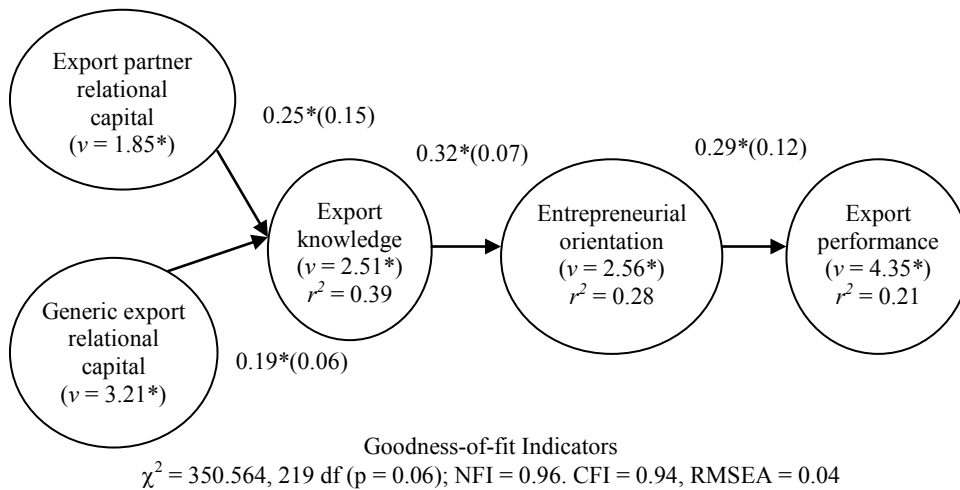 Export partner
relational
capital
(v = 1.85*)
0.25*(0.15)
0.32*(0.07)
0.29*(0.12)
Export
knowledge
(v = 2.51*)
r² = 0.39
Entrepreneurial
orientation
(v = 2.56*)
r² = 0.28
Export
performance
(v = 4.35*)
r² = 0.21
Generic export
relational
capital
(v = 3.21*)
0.19*(0.06)
Goodness-of-fit Indicators
χ² = 350.564, 219 df (p = 0.06); NFI = 0.96. CFI = 0.94, RMSEA = 0.04